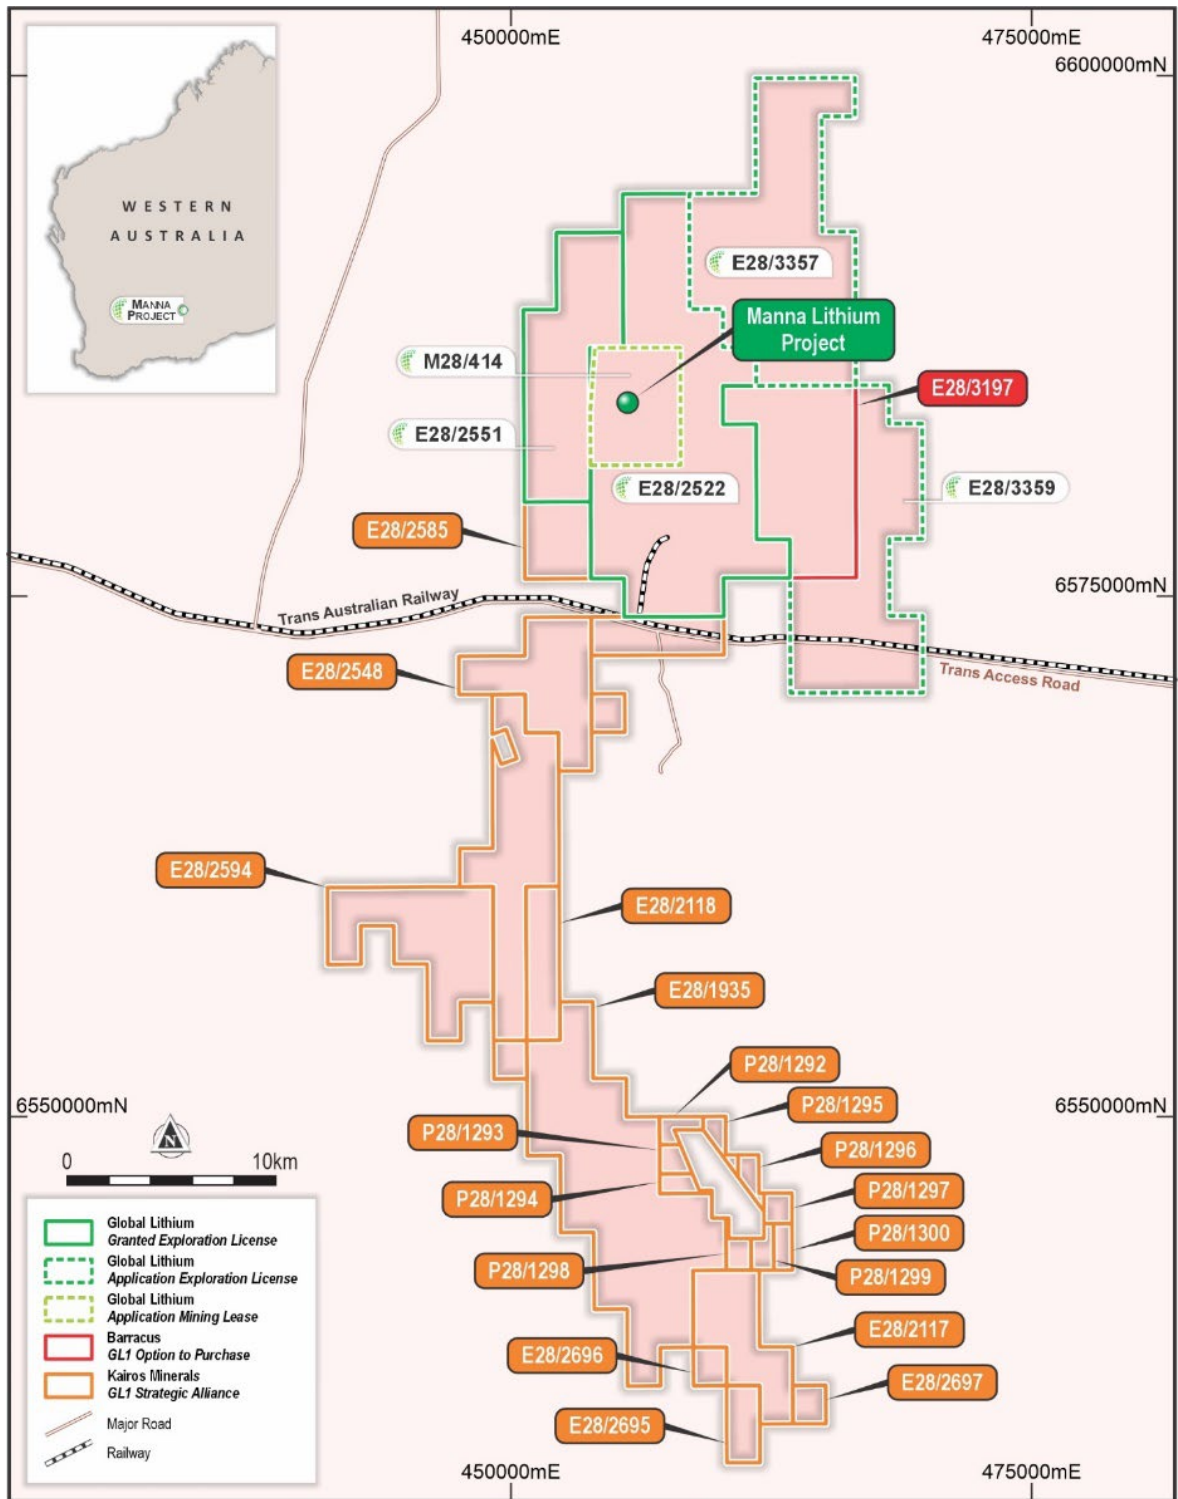 450000mE
475000mE
6600000mN
WESTERN
AUSTRALIA
MANNA
PROJECT
E28/3357
Manna Lithium
Project
M28/414
E28/3197
E28/2551
E28/2522
E28/3359
E28/2585
6575000mN
Trans Australian Railway
E28/2548
Trans Access Road
E28/2594
E28/2118
E28/1935
P28/1292
6550000mN
6550000mN
P28/1295
P28/1293
P28/1296
N
0
10km
P28/1297
P28/1294
P28/1300
P28/1298
P28/1299
E28/2117
E28/2696
E28/2697
E28/2695
Global Lithium
Granted Exploration License
Global Lithium
Application Exploration License
Global Lithium
Application Mining Lease
Barracus
GL1 Option to Purchase
Kairos Minerals
GL1 Strategic Alliance
Major Road
Railway
450000mE
475000mE